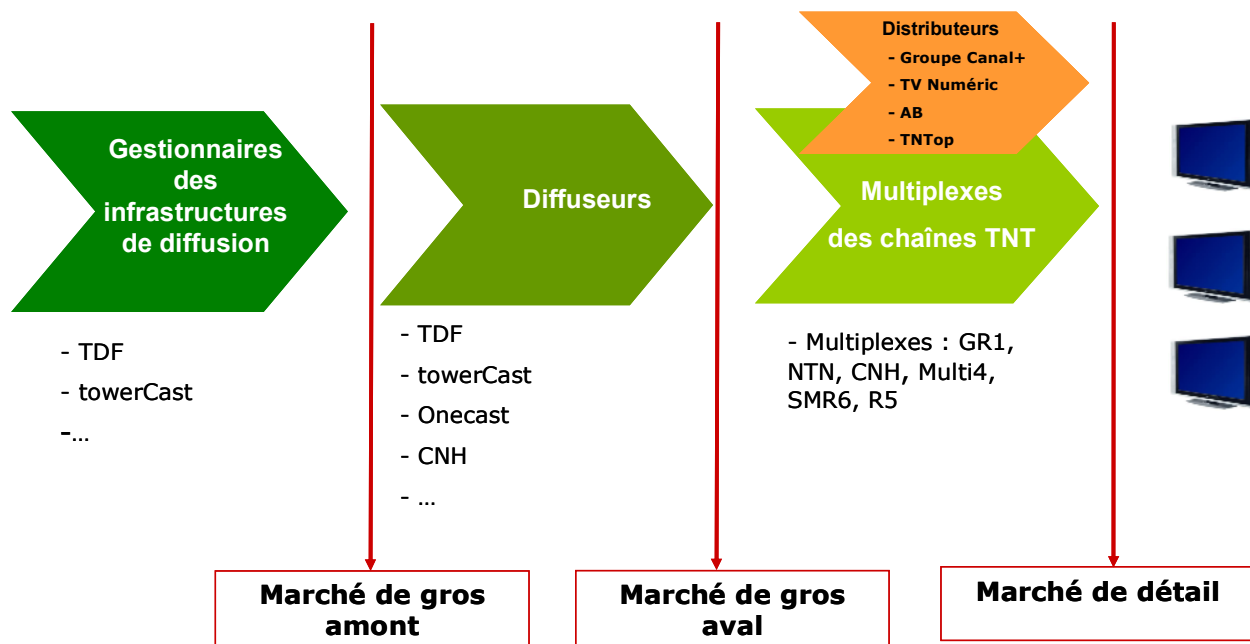 Gestionnaires
des
infrastructures
de diffusion
- TDF
- towerCast
-...
Diffuseurs
- TDF
- towerCast
- Onecast
- CNH
- ...
Distributeurs
- Groupe Canal+
- TV Numéric
- AB
- TNTop
Multiplexes
des chaînes TNT
- Multiplexes : GR1,
NTN, CNH, Multi4,
SMR6, R5
Marché de gros
amont
Marché de gros
aval
Marché de détail